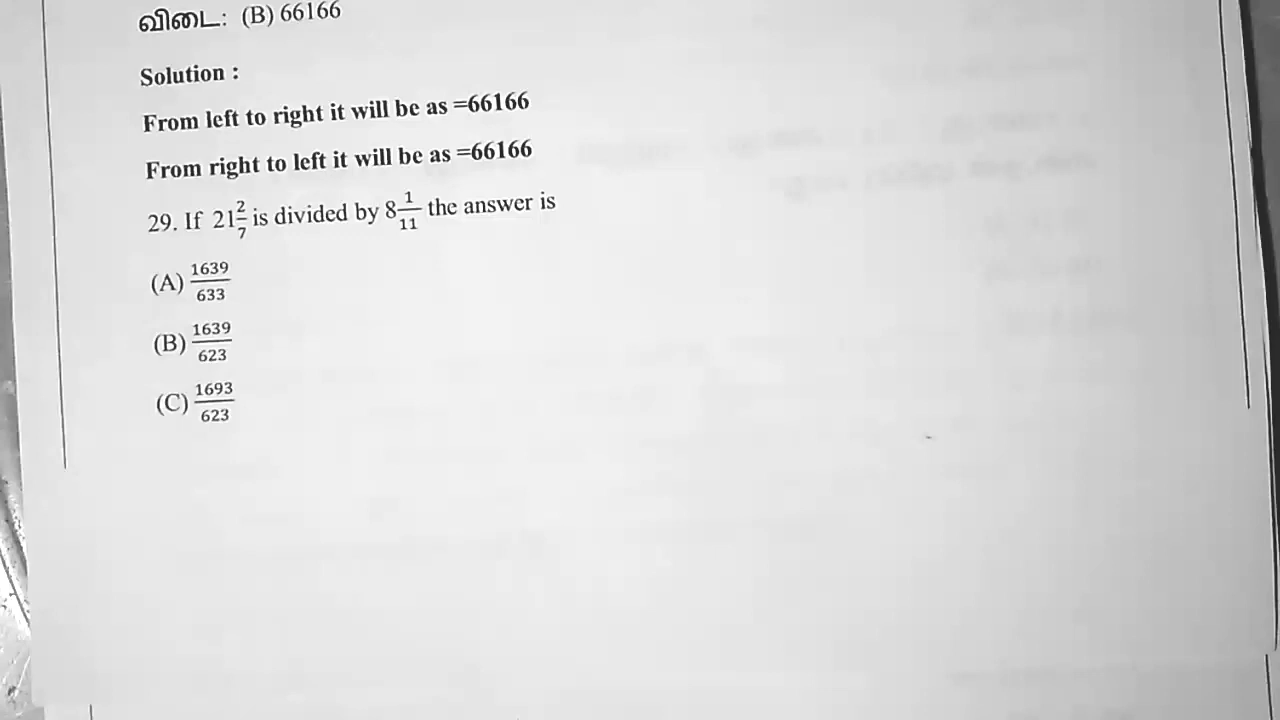 விடை: (B) 66166
Solution :
From left to right it will be as =66166
From right to left it will be as =66166
29. If 21 2/7 is divided by 8 1/11 the answer is
(A) 1639/633
(B) 1639/623
(C) 1693/623